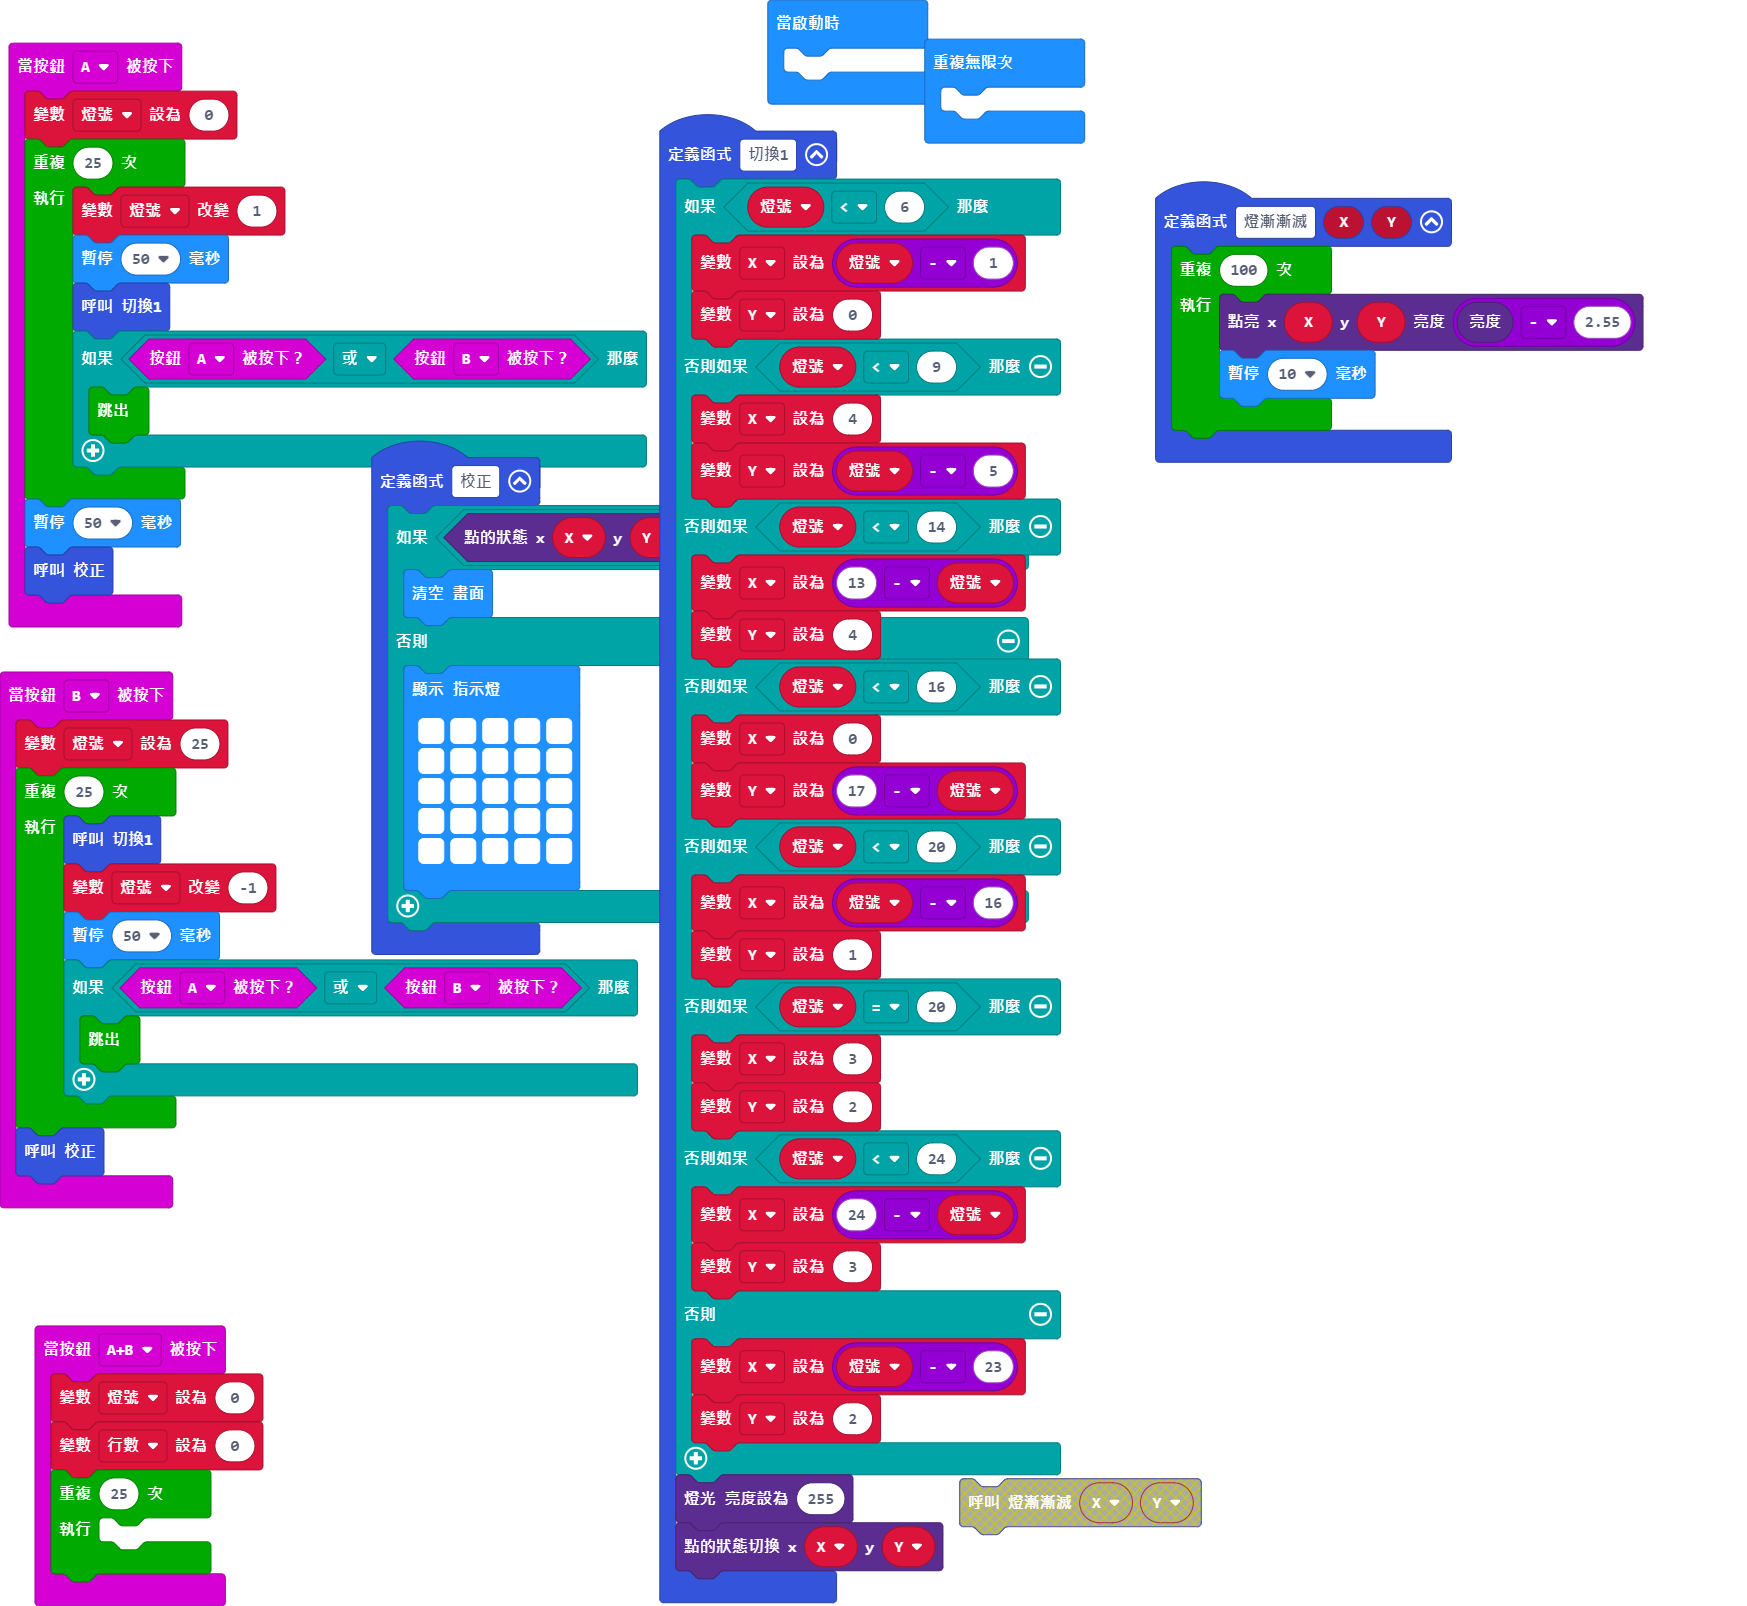 當按鈕 A 被按下
變數 燈號 設為 0
重複 25 次
執行
變數 燈號 改變 1
暫停 50 毫秒
呼叫 切換1
如果 按鈕 A 被按下？ 或 按鈕 B 被按下？ 那麼
跳出
暫停 50 毫秒
呼叫 校正
當按鈕 B 被按下
變數 燈號 設為 25
重複 25 次
執行
呼叫 切換1
變數 燈號 改變 -1
暫停 50 毫秒
如果 按鈕 A 被按下？ 或 按鈕 B 被按下？ 那麼
跳出
呼叫 校正
當按鈕 A+B 被按下
變數 燈號 設為 0
變數 行數 設為 0
重複 25 次
執行
定義函式 校正
如果 點的狀態 x X y Y
清空 畫面
否則
顯示 指示燈
當啟動時
重複無限次
定義函式 切換1
如果 燈號 < 6 那麼
變數 X 設為 燈號 - 1
變數 Y 設為 0
否則如果 燈號 < 9 那麼
變數 X 設為 4
變數 Y 設為 燈號 - 5
否則如果 燈號 < 14 那麼
變數 X 設為 13 - 燈號
變數 Y 設為 4
否則如果 燈號 < 16 那麼
變數 X 設為 0
變數 Y 設為 17 - 燈號
否則如果 燈號 < 20 那麼
變數 X 設為 燈號 - 16
變數 Y 設為 1
否則如果 燈號 = 20 那麼
變數 X 設為 3
變數 Y 設為 2
否則如果 燈號 < 24 那麼
變數 X 設為 24 - 燈號
變數 Y 設為 3
否則
變數 X 設為 燈號 - 23
變數 Y 設為 2
燈光 亮度設為 255
點的狀態切換 x X y Y
呼叫 燈漸漸滅 X Y
定義函式 燈漸漸滅 X Y
重複 100 次
執行
點亮 x X y Y 亮度 亮度 - 2.55
暫停 10 毫秒